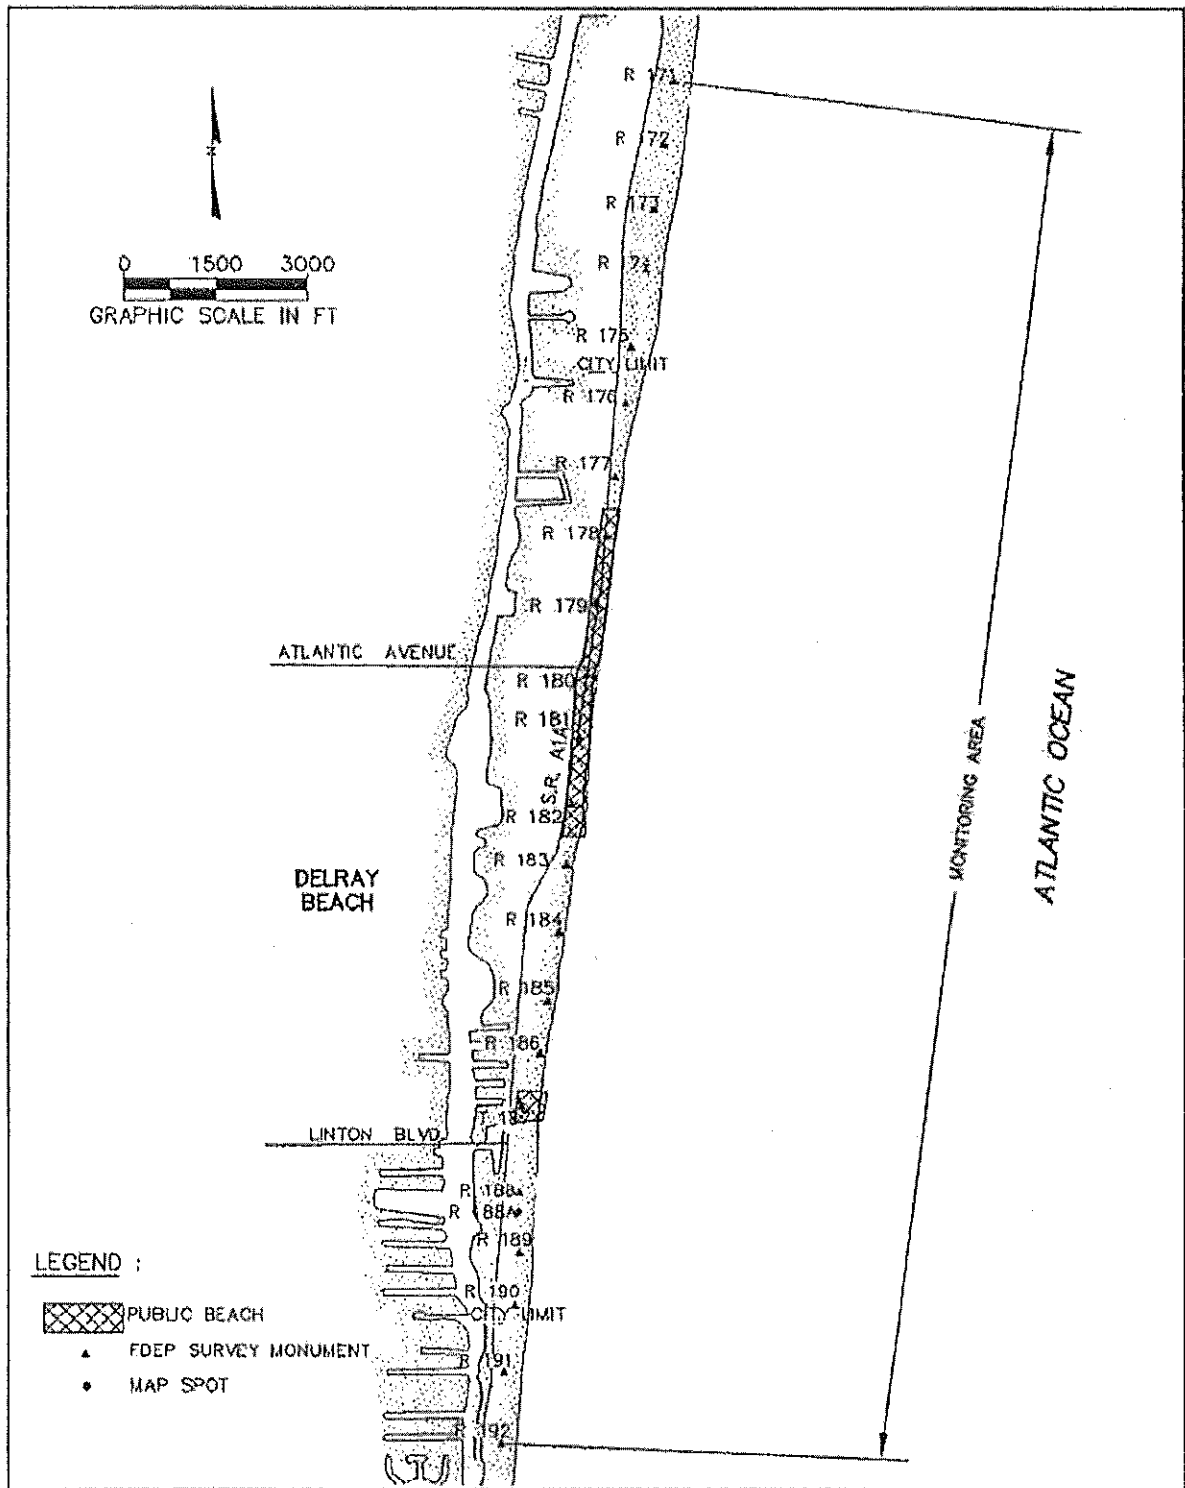 R 171
R 172
R 173
N
0 1500 3000
GRAPHIC SCALE IN FT
R 175
CITY LIMIT
R 176
R 177
R 178
R 179
ATLANTIC AVENUE
R 180
R 181
S.R. A1A
R 182
R 183
DELRAY
BEACH
R 184
R 185
R 186
LINTON BLVD.
R 188
R 88A
R 189
R 190
CITY LIMIT
R 191
R 192
MONITORING AREA
ATLANTIC OCEAN
LEGEND :
PUBLIC BEACH
FDEP SURVEY MONUMENT
MAP SPOT